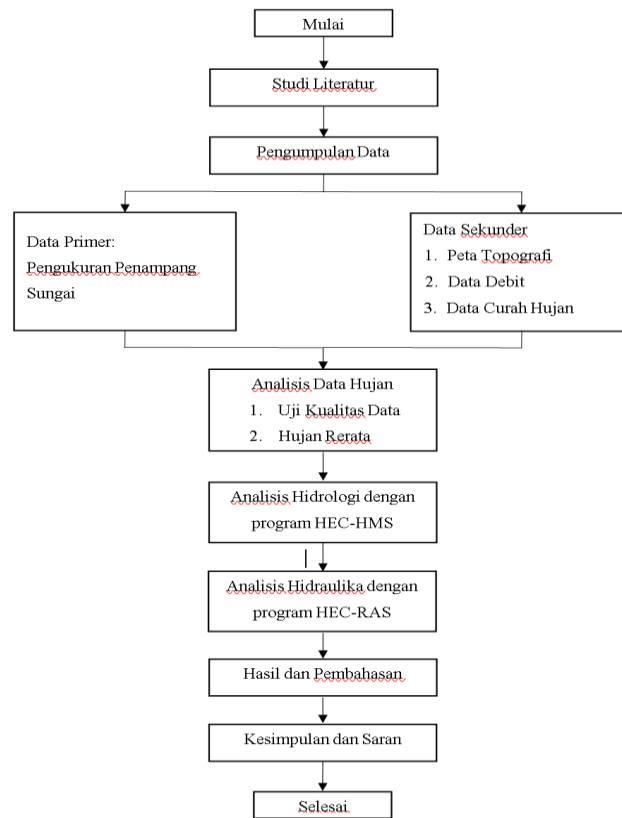 Mulai
Studi Literatur
Pengumpulan Data
Data Primer:
Pengukuran Penampang
Sungai
Data Sekunder
1. Peta Topografi
2. Data Debit
3. Data Curah Hujan
Analisis Data Hujan
1. Uji Kualitas Data
2. Hujan Rerata
Analisis Hidrologi dengan
program HEC-HMS
Analisis Hidraulika dengan
program HEC-RAS
Hasil dan Pembahasan
Kesimpulan dan Saran
Selesai